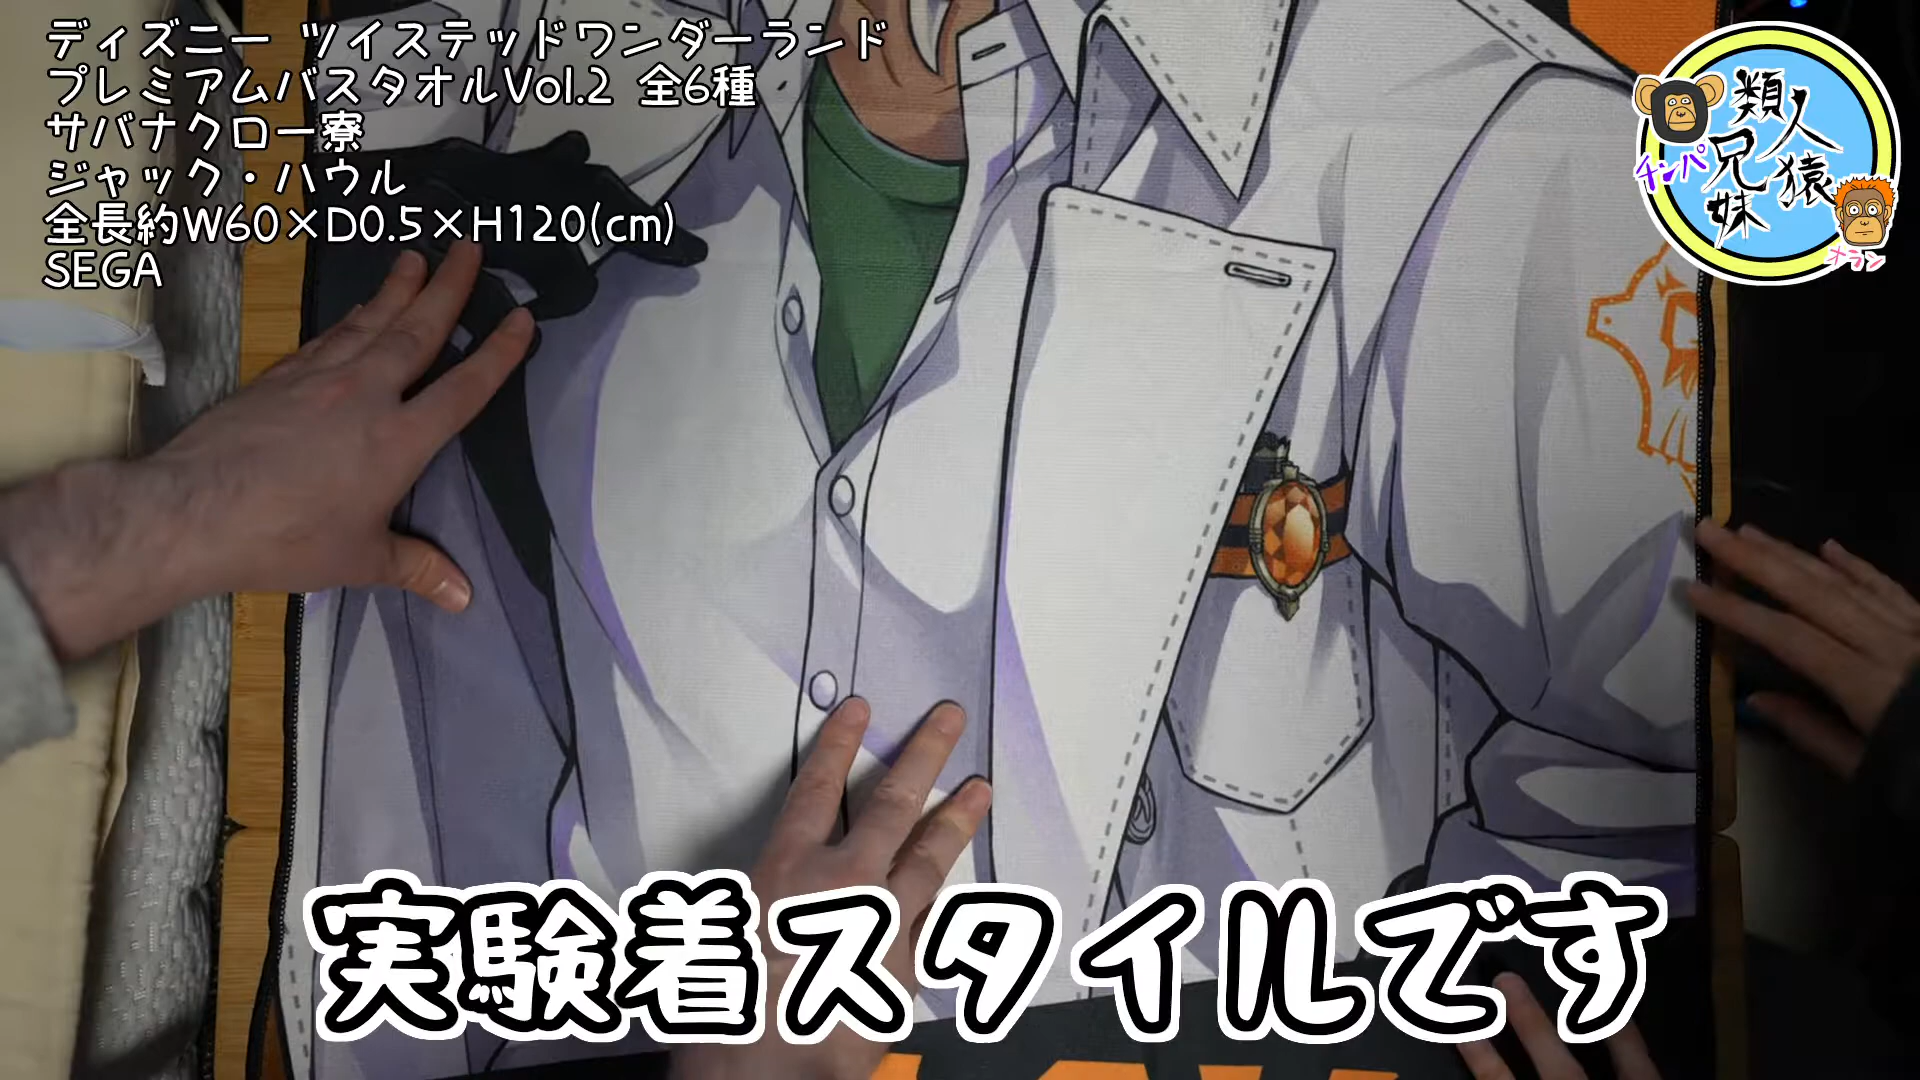 ディズニー ツイステッドワンダーランド
プレミアムバスタオルVol.2 全6種
サバナクロー寮
ジャック・ハウル
全長約W60×D0.5×H120(cm)
SEGA
類人猿
兄妹
チンパ
オラン
実験着スタイルです